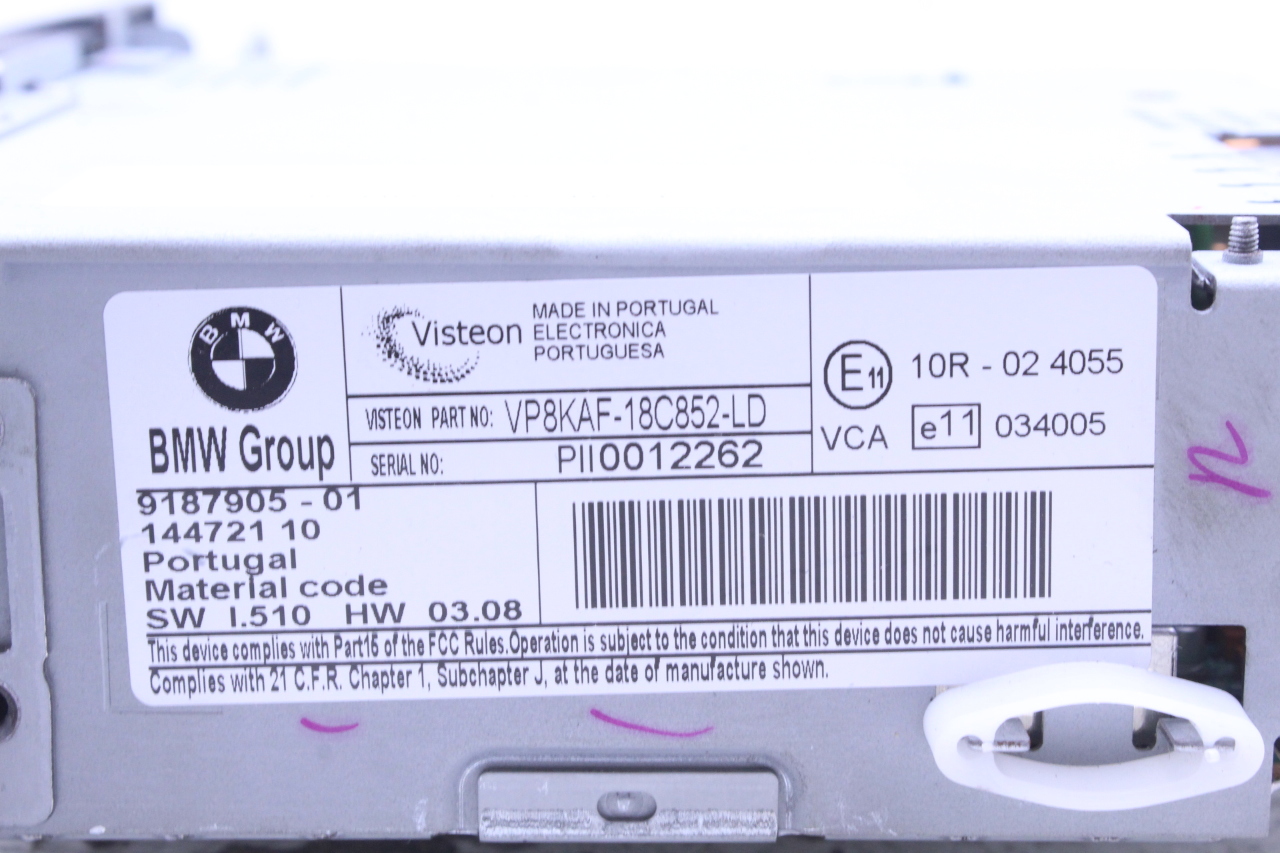 BMW
BMW Group
Visteon
MADE IN PORTUGAL
ELECTRONICA
PORTUGUESA
VISTEON PART NO: VP8KAF-18C852-LD
SERIAL NO: PII0012262
E11 10R - 02 4055
VCA e11 034005
9187905 - 01
144721 10
Portugal
Material code
SW I.510 HW 03.08
This device complies with Part15 of the FCC Rules.Operation is subject to the condition that this device does not cause harmful interference.
Complies with 21 C.F.R. Chapter 1, Subchapter J, at the date of manufacture shown.